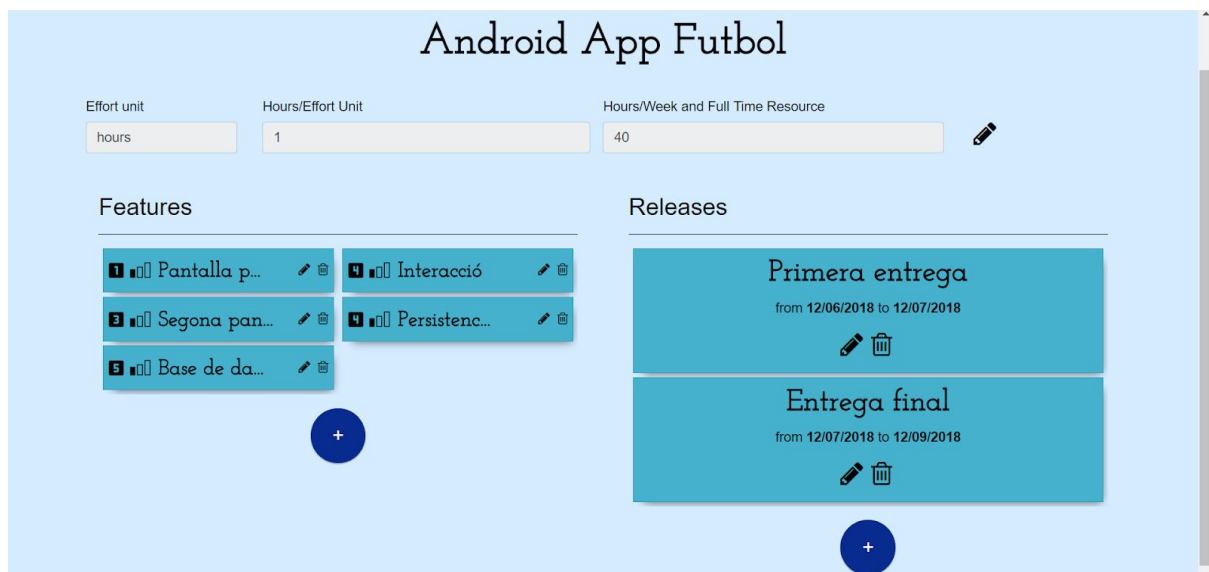 Android App Futbol
Effort unit
Hours/Effort Unit
Hours/Week and Full Time Resource
hours
1
40
Features
1 Pantalla p...
4 Interacció
3 Segona pan...
4 Persistenc...
5 Base de da...
+
Releases
Primera entrega
from 12/06/2018 to 12/07/2018
Entrega final
from 12/07/2018 to 12/09/2018
+